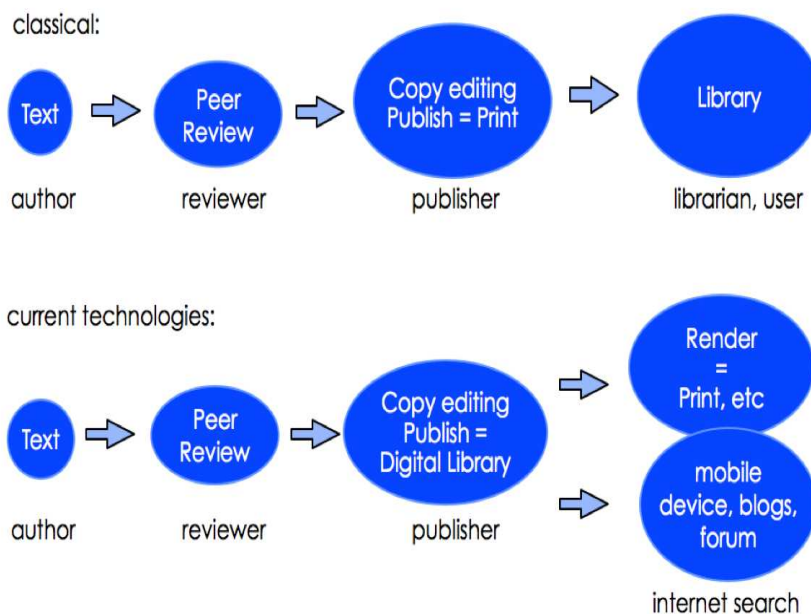 classical:
Text
Peer
Review
Copy editing
Publish = Print
Library
author
reviewer
publisher
librarian, user
current technologies:
Text
Peer
Review
Copy editing
Publish =
Digital Library
Render
=
Print, etc
mobile
device, blogs,
forum
author
reviewer
publisher
internet search